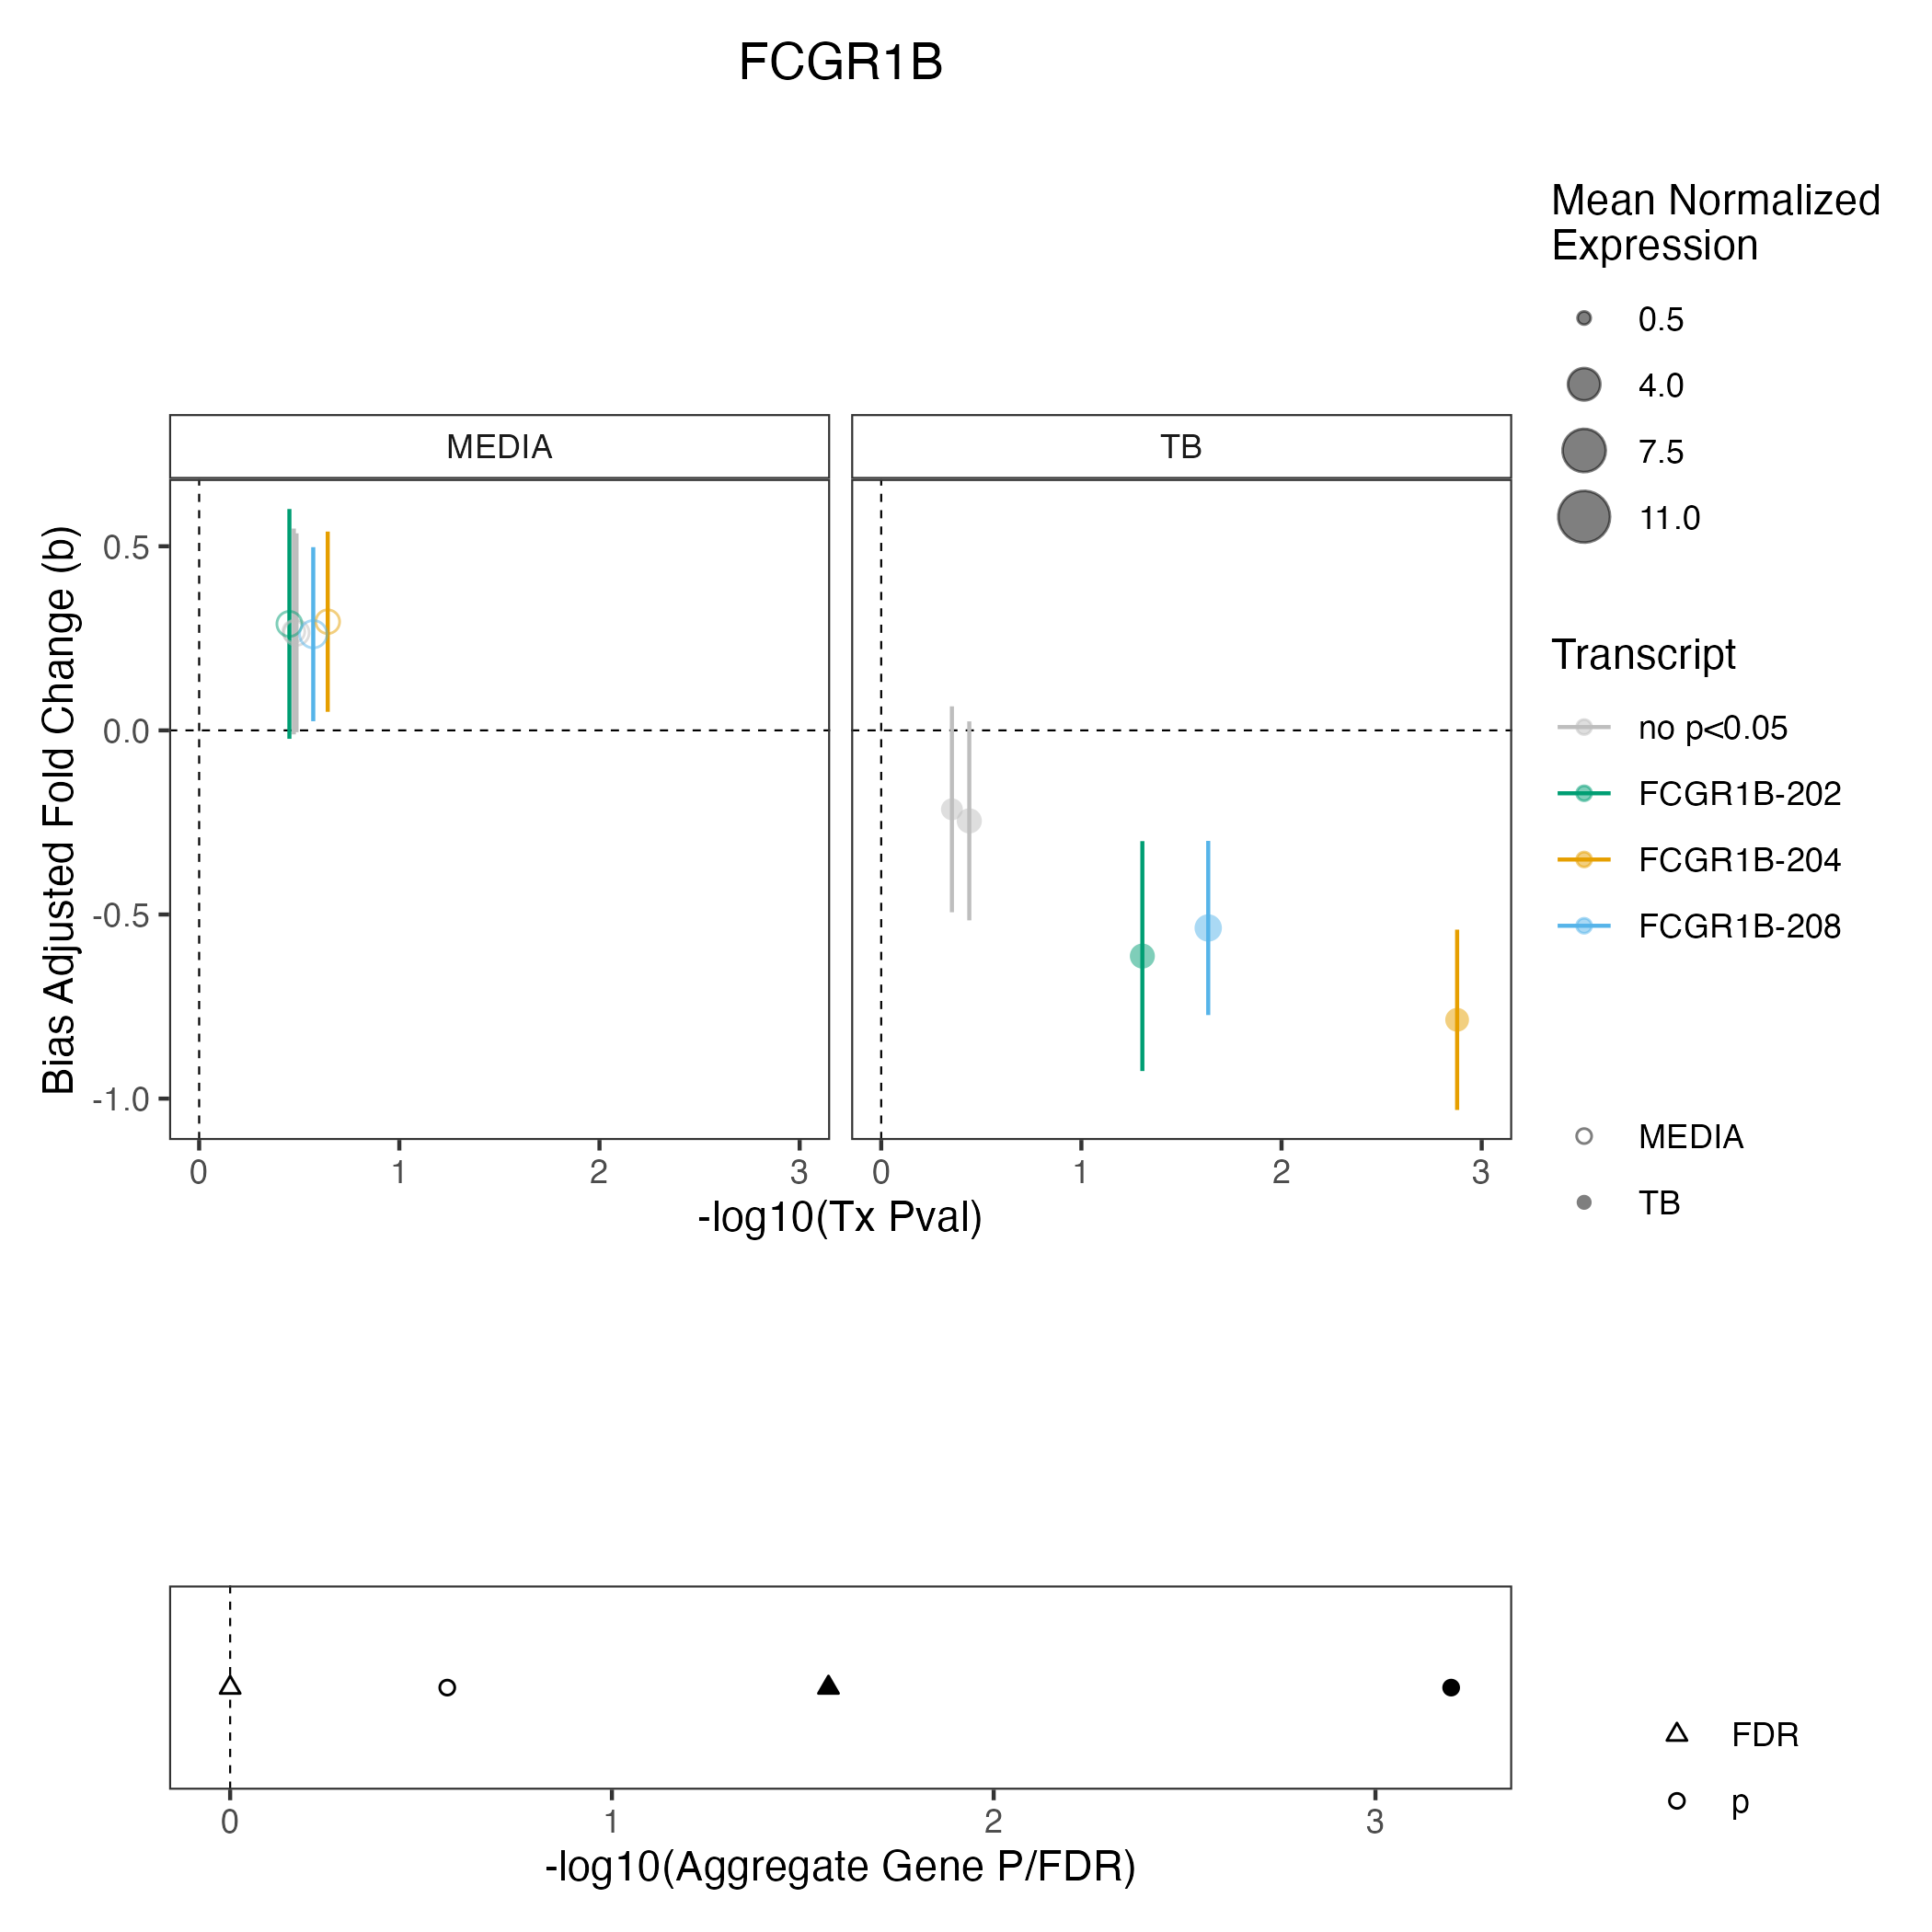 FCGR1B
MEDIA
TB
Bias Adjusted Fold Change (b)
0.5
0.0
-0.5
-1.0
0 1 2 3
0 1 2 3
-log10(Tx Pval)
Mean Normalized
Expression
0.5
4.0
7.5
11.0
Transcript
no p<0.05
FCGR1B-202
FCGR1B-204
FCGR1B-208
MEDIA
TB
0 1 2 3
-log10(Aggregate Gene P/FDR)
FDR
p